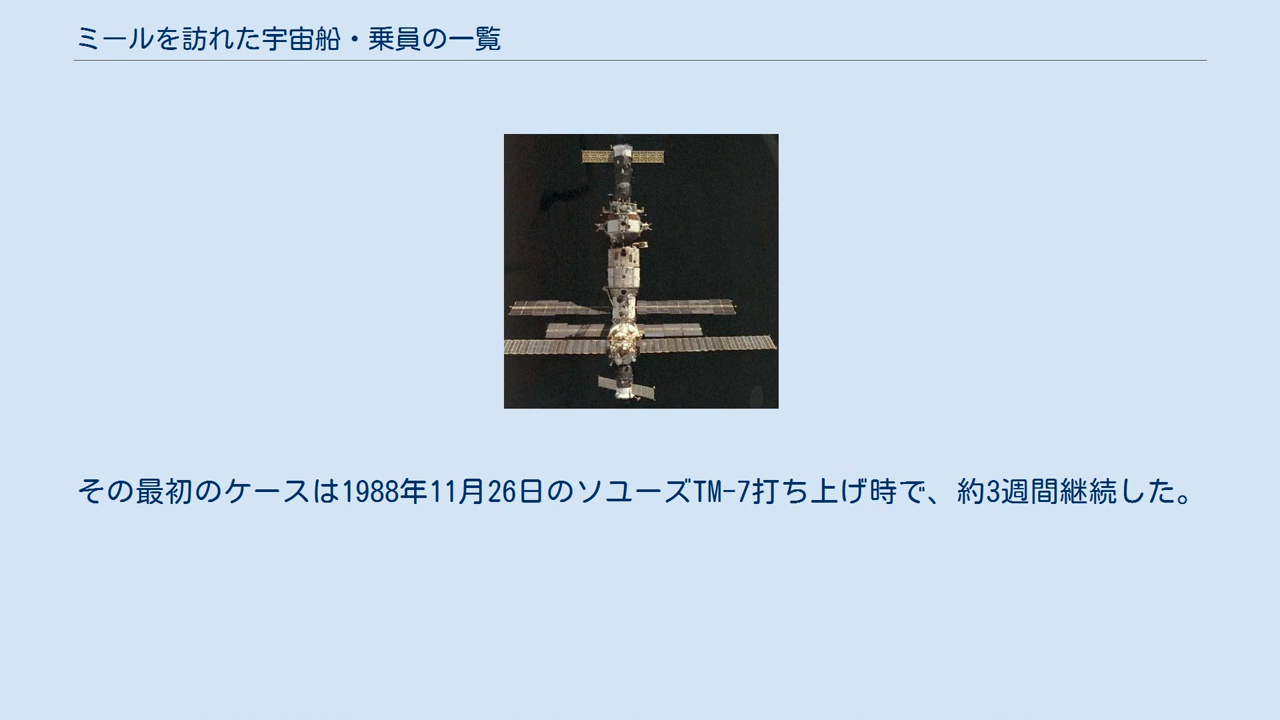 ミールを訪れた宇宙船・乗員の一覧
その最初のケースは1988年11月26日のソユーズTM-7打ち上げ時で、約3週間継続した。